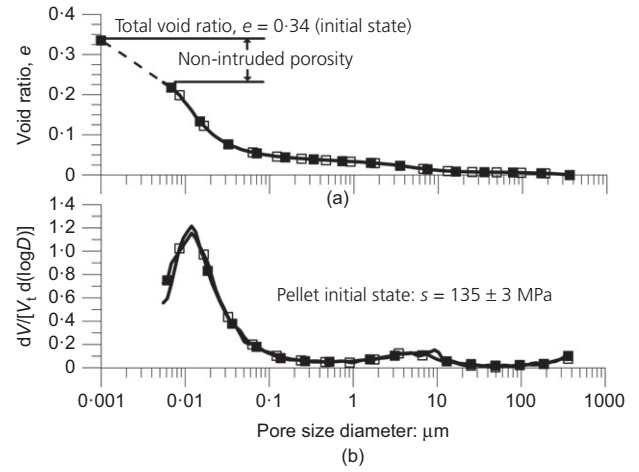 Total void ratio, e = 0·34 (initial state)
Non-intruded porosity
Void ratio, e
0·4
0·3
0·2
0·1
0
(a)
dV/[Vt d(logD)]
1·4
1·2
1·0
0·8
0·6
0·4
0·2
0
Pellet initial state: s = 135 ± 3 MPa
0·001 0·01 0·1 0 10 100 1000
Pore size diameter: μm
(b)